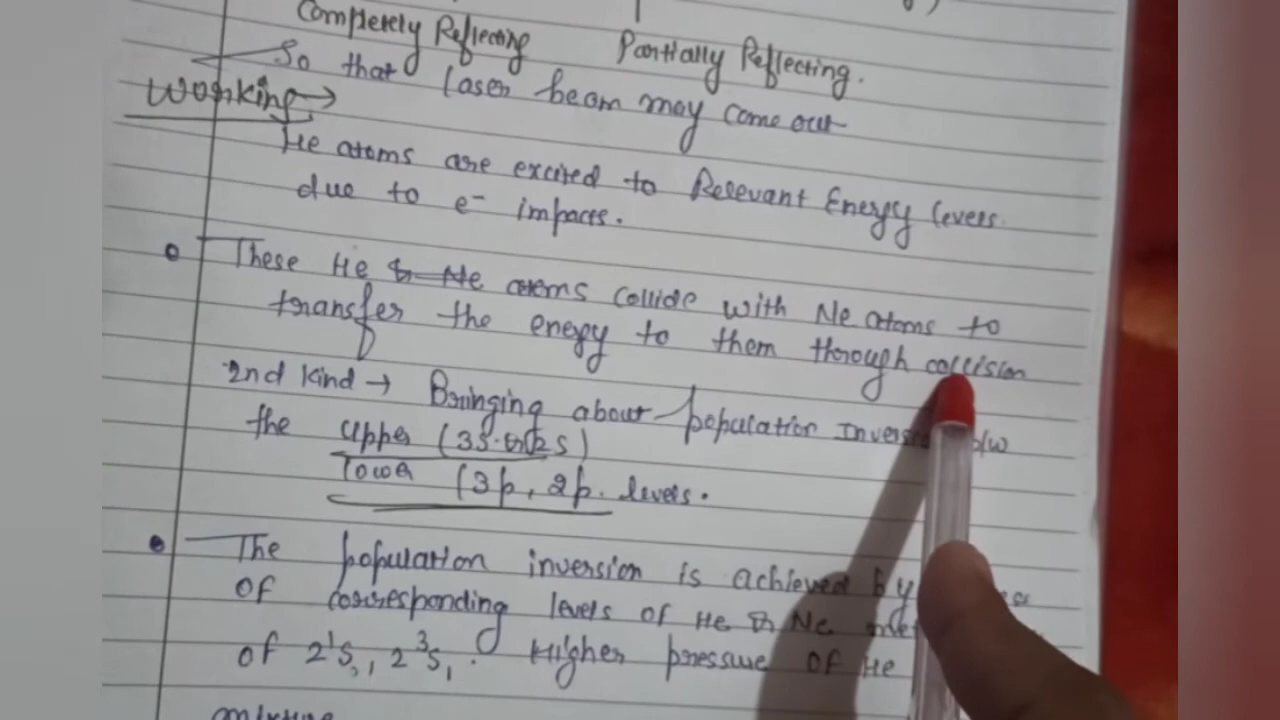 Completely Reflecting Partially Reflecting.
So that laser beam may come out
Working →
He atoms are excited to Relevant Energy levels
due to e⁻ impacts.
These He & Ne atoms collide with Ne atoms to
transfer the energy to them through collision
2nd Kind → Bringing about population Inversion b/w
the upper (3s
lower (3p, 2p. levels.
The population inversion is achieved by
of corresponding levels of He & Ne
of 2¹S, 2³S₁. Higher pressure of He
mixture